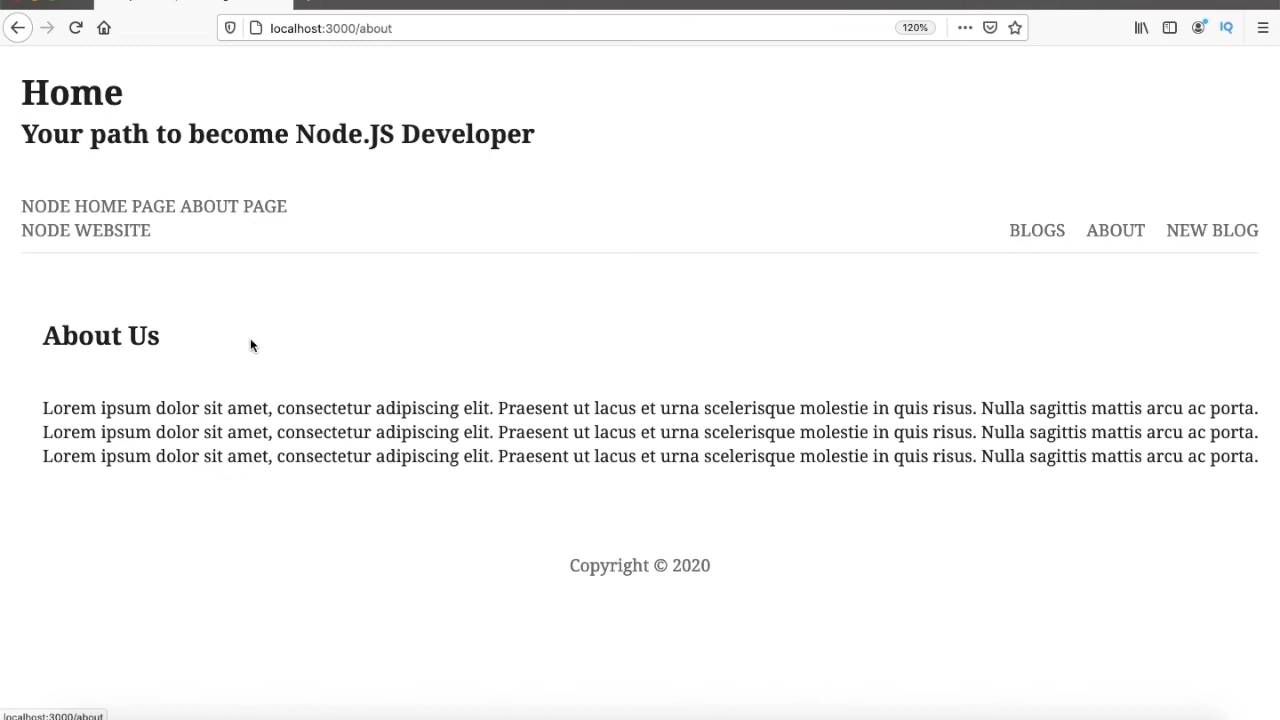 localhost:3000/about
120%
IQ
Home
Your path to become Node.JS Developer
NODE HOME PAGE ABOUT PAGE
NODE WEBSITE
BLOGS ABOUT NEW BLOG
About Us
Lorem ipsum dolor sit amet, consectetur adipiscing elit. Praesent ut lacus et urna scelerisque molestie in quis risus. Nulla sagittis mattis arcu ac porta.
Lorem ipsum dolor sit amet, consectetur adipiscing elit. Praesent ut lacus et urna scelerisque molestie in quis risus. Nulla sagittis mattis arcu ac porta.
Lorem ipsum dolor sit amet, consectetur adipiscing elit. Praesent ut lacus et urna scelerisque molestie in quis risus. Nulla sagittis mattis arcu ac porta.
Copyright © 2020
localhost:3000/about